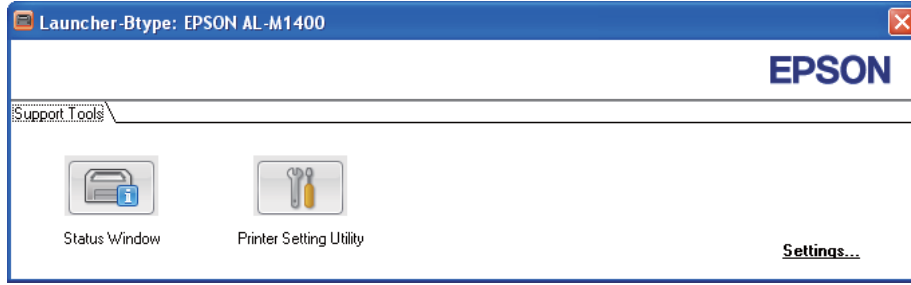 Launcher-Btype: EPSON AL-M1400
EPSON
Support Tools
Status Window
Printer Setting Utility
Settings...